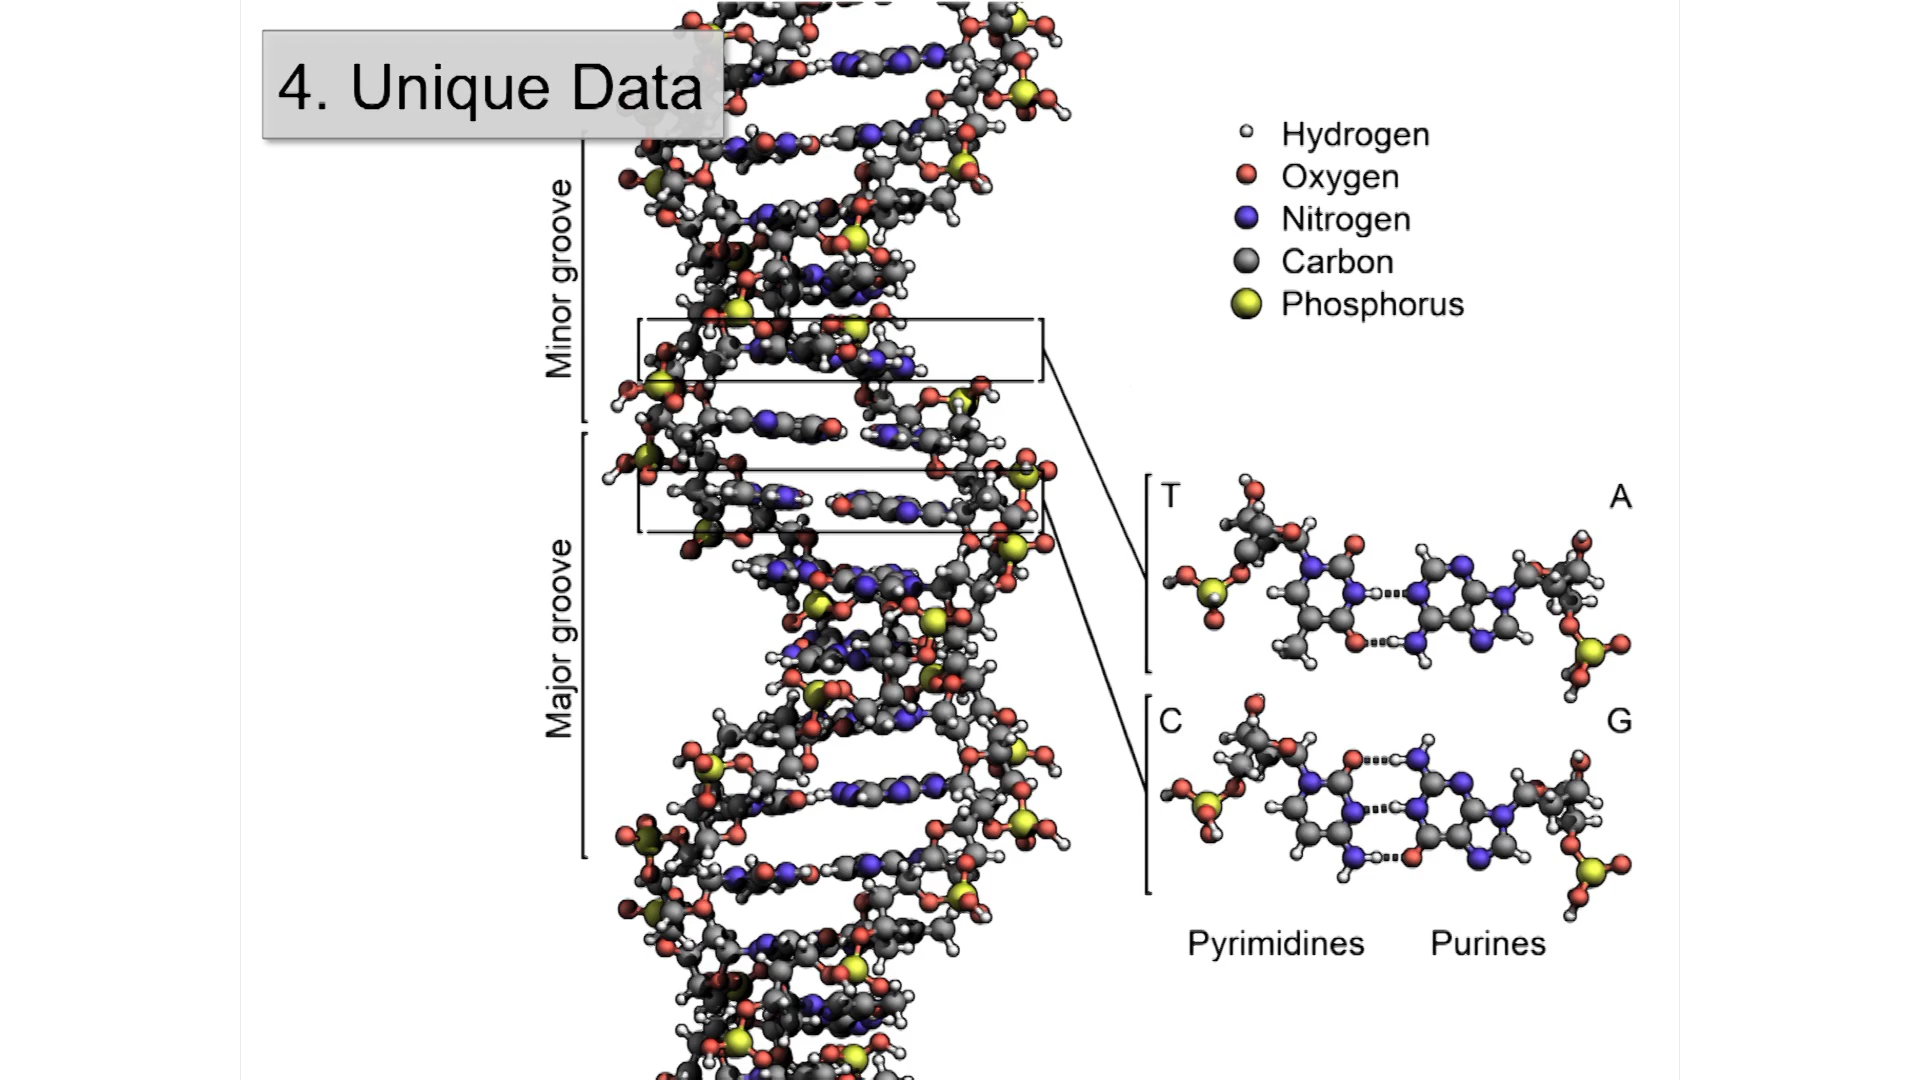 4. Unique Data
Minor groove
Major groove
Hydrogen
Oxygen
Nitrogen
Carbon
Phosphorus
T
A
C
G
Pyrimidines
Purines